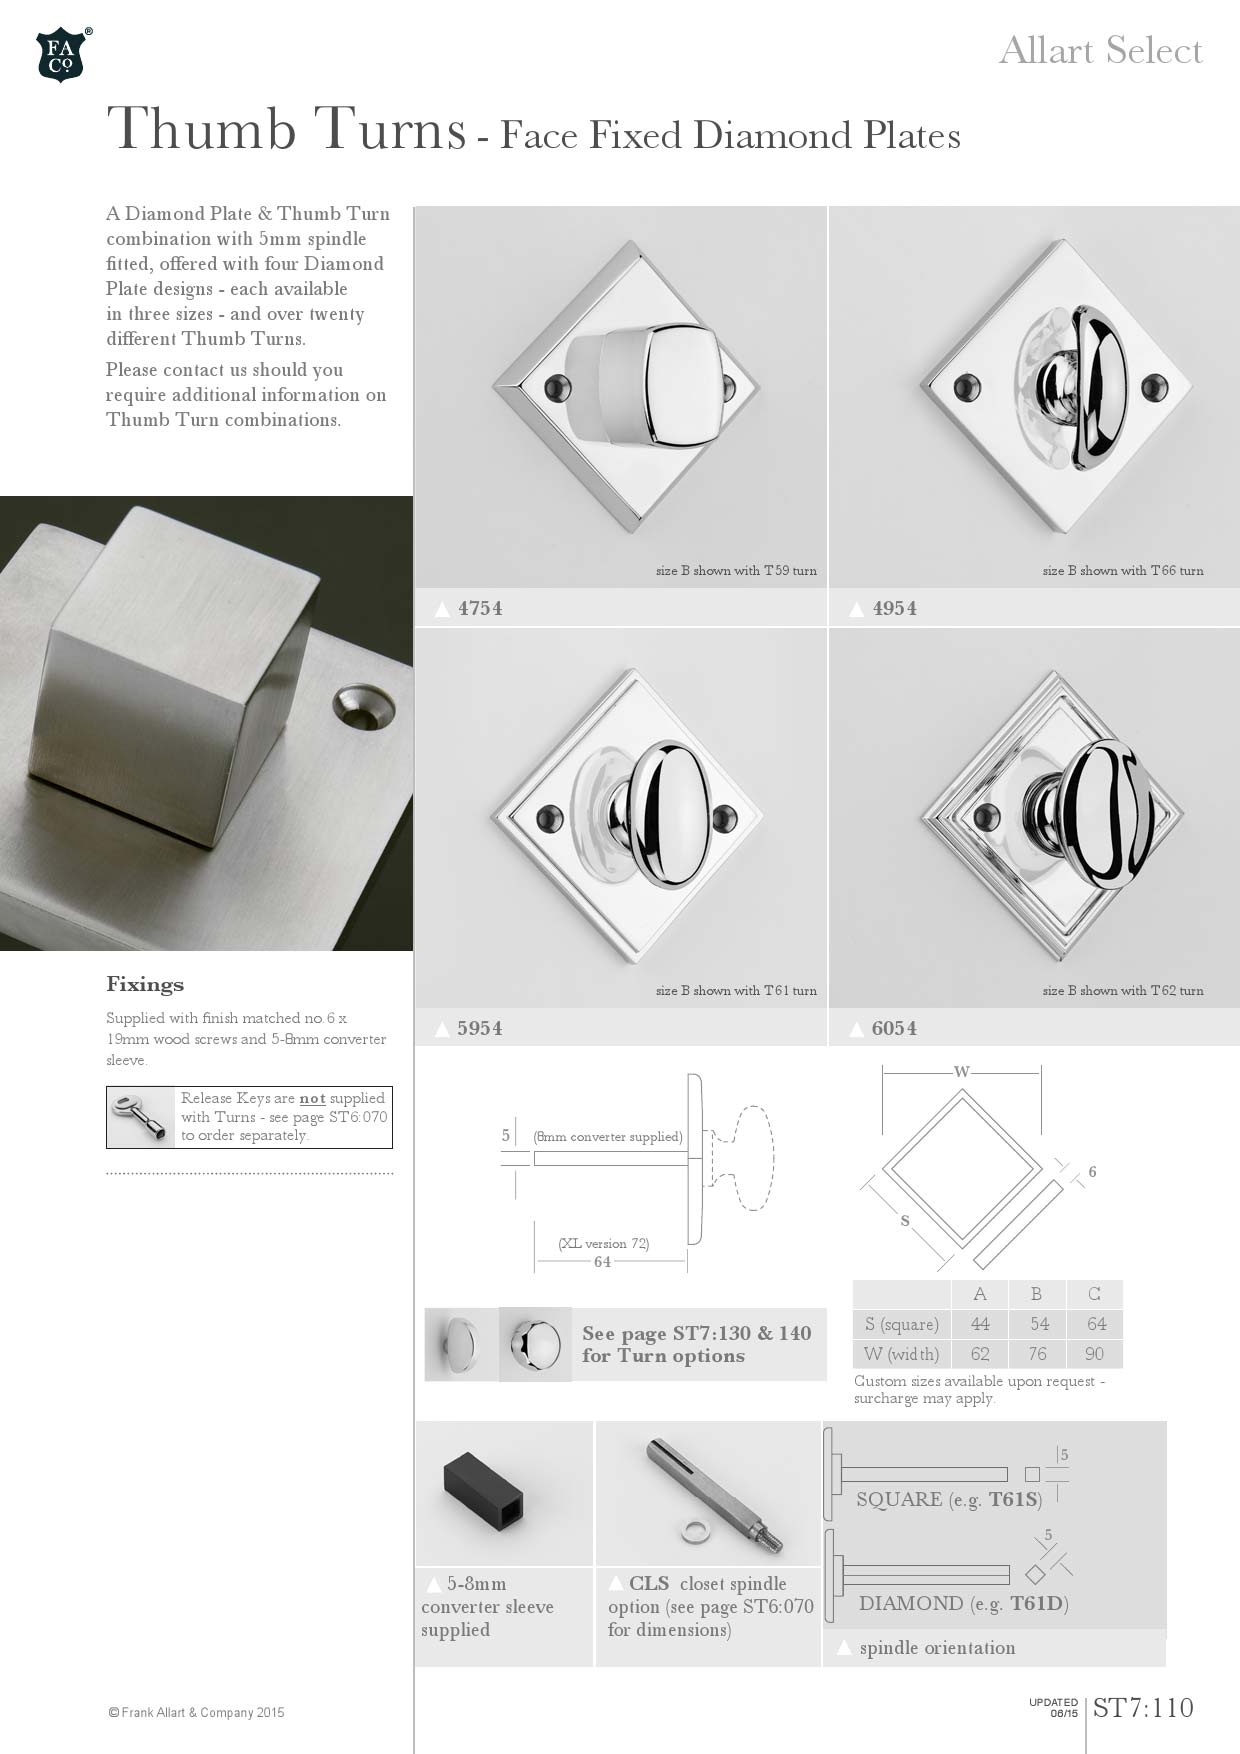 FA
Co.
®
Allart Select
Thumb Turns - Face Fixed Diamond Plates
A Diamond Plate & Thumb Turn
combination with 5mm spindle
fitted, offered with four Diamond
Plate designs - each available
in three sizes - and over twenty
different Thumb Turns.
Please contact us should you
require additional information on
Thumb Turn combinations.
size B shown with T59 turn
4754
size B shown with T66 turn
4954
size B shown with T61 turn
5954
size B shown with T62 turn
6054
Fixings
Supplied with finish matched no.6 x
19mm wood screws and 5-8mm converter
sleeve.
Release Keys are not supplied
with Turns - see page ST6:070
to order separately.
5
(8mm converter supplied)
(XL version 72)
64
W
S
6
See page ST7:130 & 140
for Turn options
A B C
S (square) 44 54 64
W (width) 62 76 90
Custom sizes available upon request -
surcharge may apply.
5-8mm
converter sleeve
supplied
CLS closet spindle
option (see page ST6:070
for dimensions)
5
SQUARE (e.g. T61S)
5
DIAMOND (e.g. T61D)
spindle orientation
© Frank Allart & Company 2015
UPDATED
06/15
ST7:110